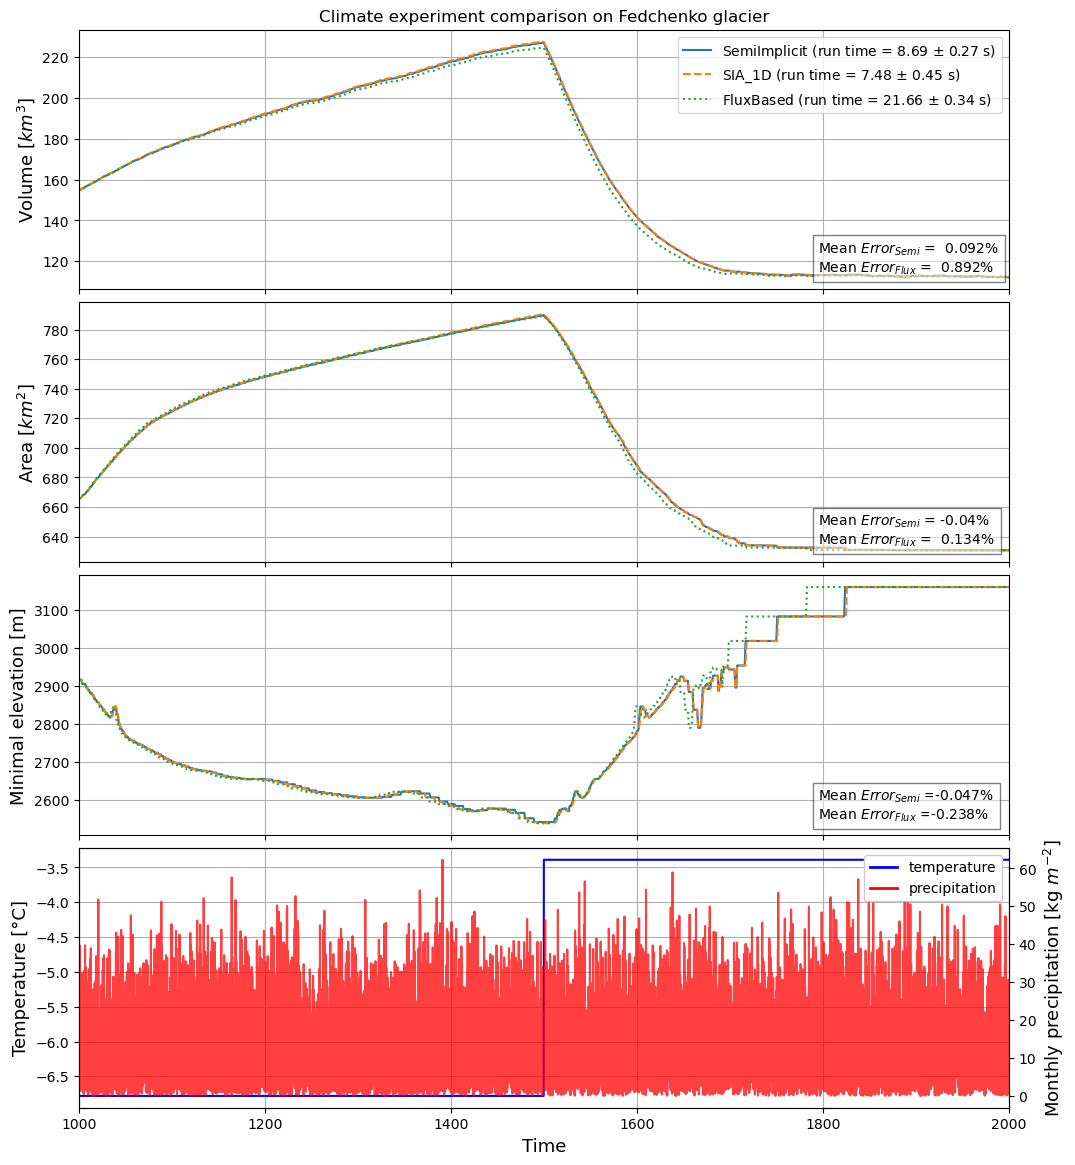 Climate experiment comparison on Fedchenko glacier
SemiImplicit (run time = 8.69 ± 0.27 s)
SIA_1D (run time = 7.48 ± 0.45 s)
FluxBased (run time = 21.66 ± 0.34 s)
220
200
180
160
140
120
Volume [km³]
Mean Error_Semi = 0.092%
Mean Error_Flux = 0.892%
780
760
740
720
700
680
660
640
Area [km²]
Mean Error_Semi = -0.04%
Mean Error_Flux = 0.134%
3100
3000
2900
2800
2700
2600
Minimal elevation [m]
Mean Error_Semi =-0.047%
Mean Error_Flux =-0.238%
temperature
precipitation
−3.5
−4.0
−4.5
−5.0
−5.5
−6.0
−6.5
Temperature [°C]
60
50
40
30
20
10
0
Monthly precipitation [kg m⁻²]
1000 1200 1400 1600 1800 2000
Time